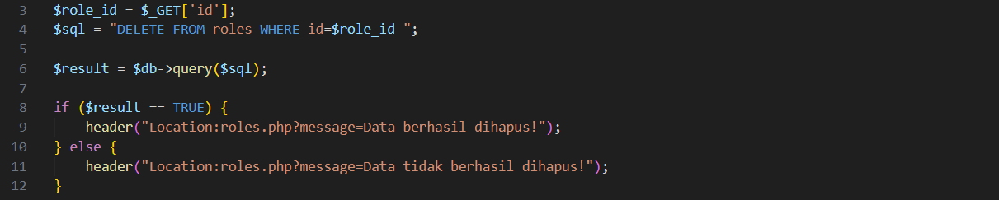 3 $role_id = $_GET['id'];
4 $sql = "DELETE FROM roles WHERE id=$role_id ";
5
6 $result = $db->query($sql);
7
8 if ($result == TRUE) {
9     header("Location:roles.php?message=Data berhasil dihapus!");
10 } else {
11     header("Location:roles.php?message=Data tidak berhasil dihapus!");
12 }